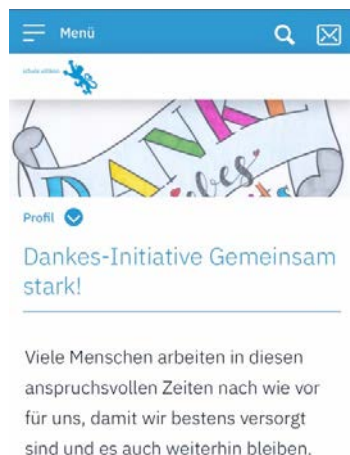 Menü
DANKE
Profil
Dankes-Initiative Gemeinsam
stark!
Viele Menschen arbeiten in diesen
anspruchsvollen Zeiten nach wie vor
für uns, damit wir bestens versorgt
sind und es auch weiterhin bleiben.